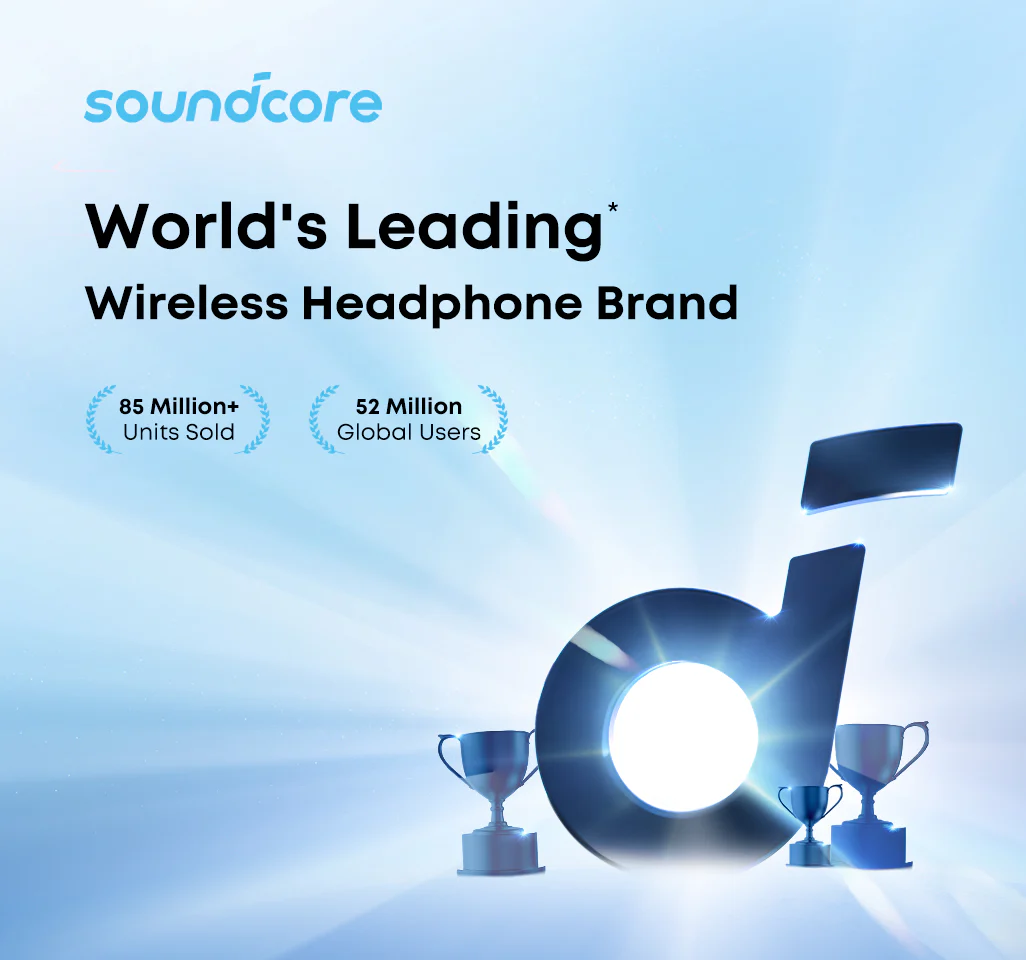 soundcore
World's Leading*
Wireless Headphone Brand
85 Million+
Units Sold
52 Million
Global Users